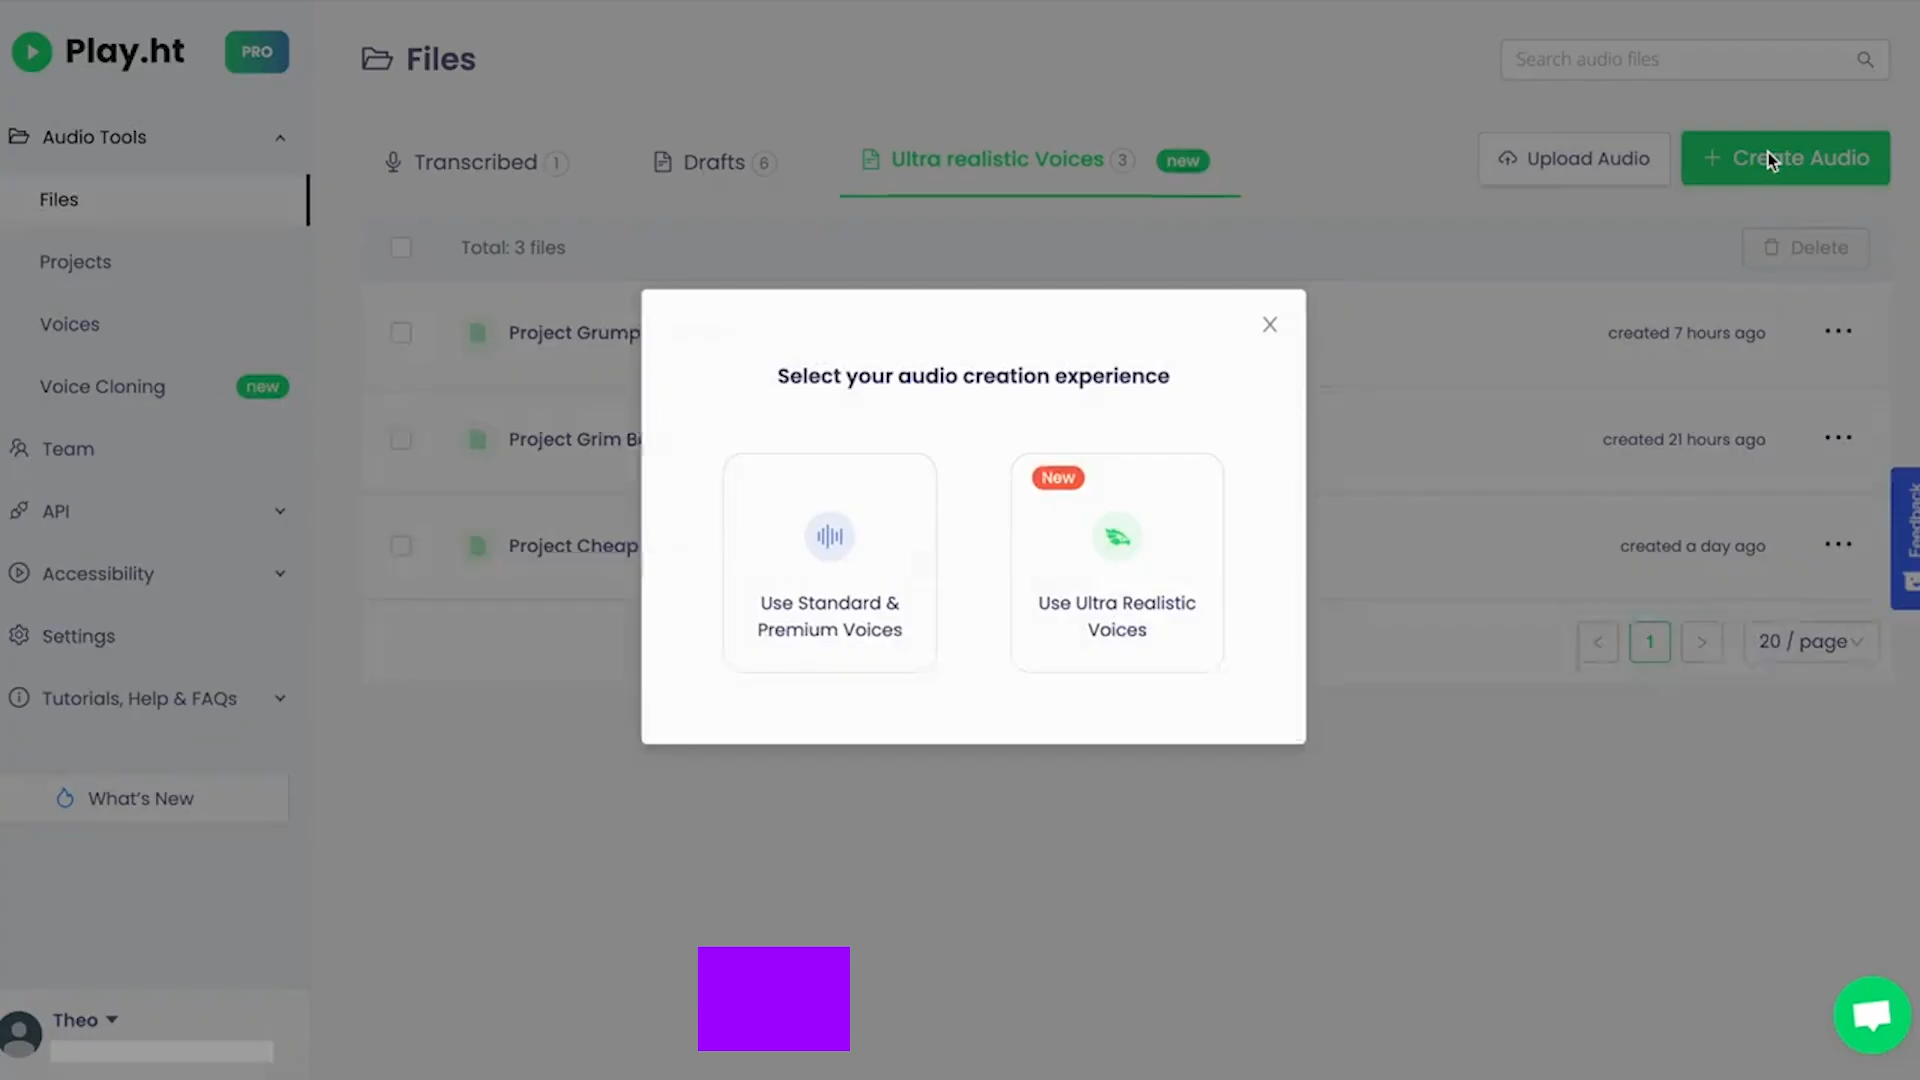 Play.ht
PRO
Audio Tools
Files
Projects
Voices
Voice Cloning
new
Team
API
Accessibility
Settings
Tutorials, Help & FAQs
What's New
Theo
Files
Search audio files
Transcribed 1
Drafts 6
Ultra realistic Voices 3 new
Upload Audio
+ Create Audio
Total: 3 files
Delete
Project Grump
created 7 hours ago
Project Grim
created 21 hours ago
Project Cheap
created a day ago
< 1 >
20 / page
Select your audio creation experience
Use Standard &
Premium Voices
New
Use Ultra Realistic
Voices
Feedback